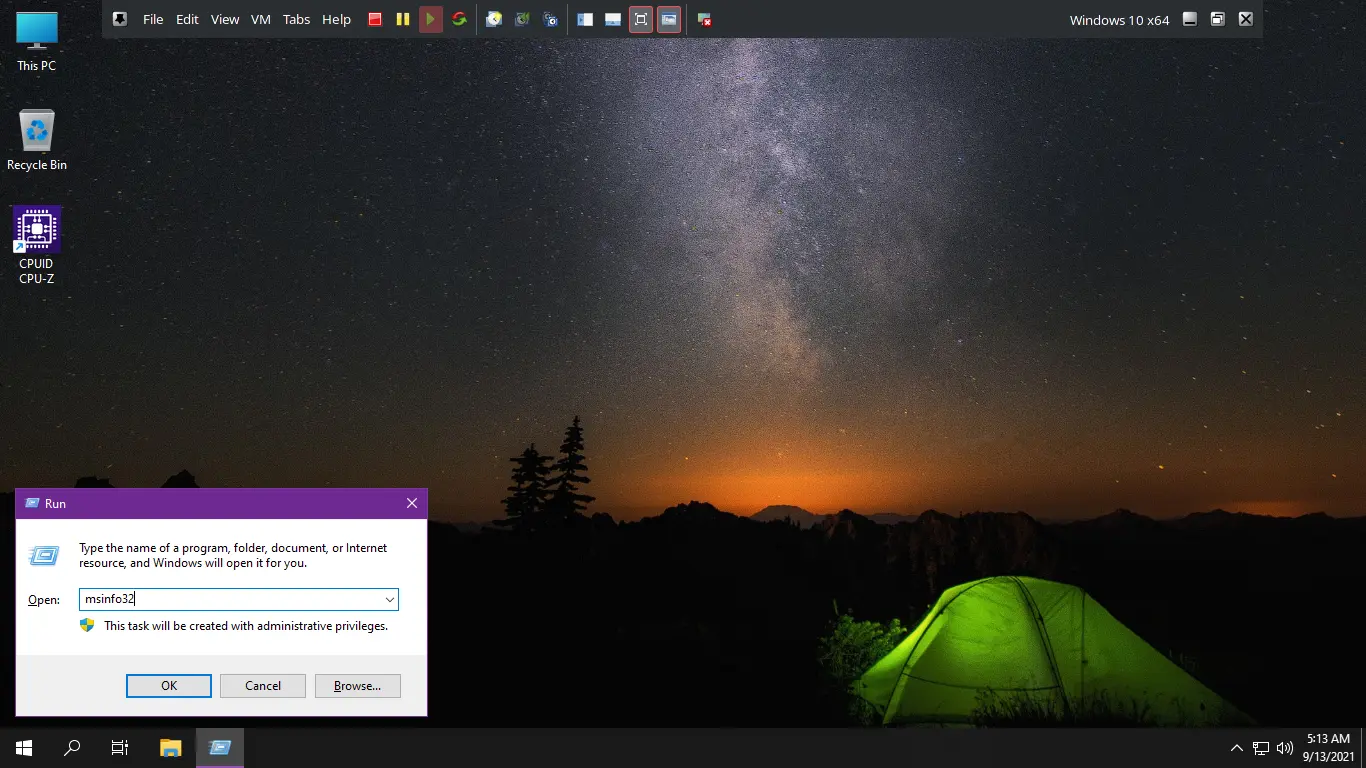 File Edit View VM Tabs Help
Windows 10 x64
This PC
Recycle Bin
CPUID
CPU-Z
Run
Type the name of a program, folder, document, or Internet
resource, and Windows will open it for you.
Open: msinfo32
This task will be created with administrative privileges.
OK Cancel Browse...
5:13 AM
9/13/2021